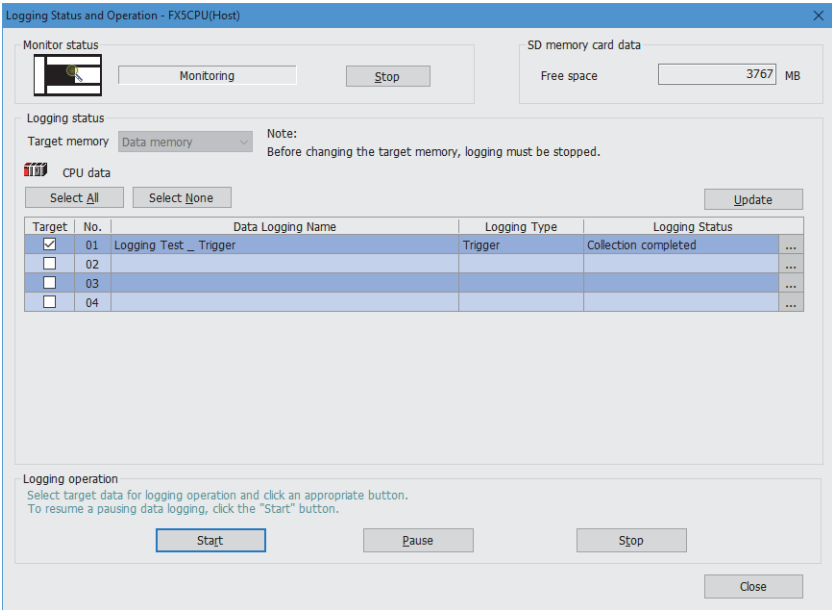 Logging Status and Operation - FX5CPU(Host)
Monitor status
Monitoring
Stop
SD memory card data
Free space 3767 MB
Logging status
Target memory Data memory
Note:
Before changing the target memory, logging must be stopped.
CPU data
Select All Select None Update
Target No. Data Logging Name Logging Type Logging Status
01 Logging Test _ Trigger Trigger Collection completed ...
02 ...
03 ...
04 ...
Logging operation
Select target data for logging operation and click an appropriate button.
To resume a pausing data logging, click the "Start" button.
Start Pause Stop
Close